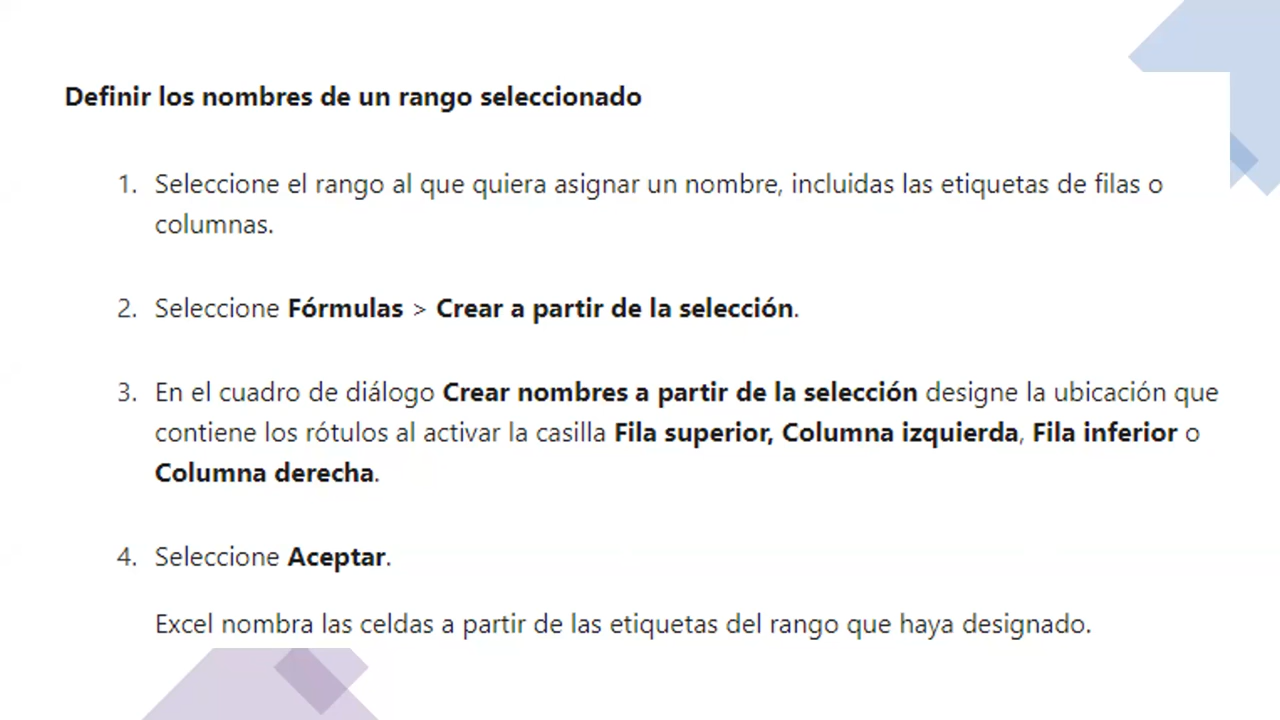 Definir los nombres de un rango seleccionado
1. Seleccione el rango al que quiera asignar un nombre, incluidas las etiquetas de filas o
columnas.
2. Seleccione Fórmulas > Crear a partir de la selección.
3. En el cuadro de diálogo Crear nombres a partir de la selección designe la ubicación que
contiene los rótulos al activar la casilla Fila superior, Columna izquierda, Fila inferior o
Columna derecha.
4. Seleccione Aceptar.
Excel nombra las celdas a partir de las etiquetas del rango que haya designado.